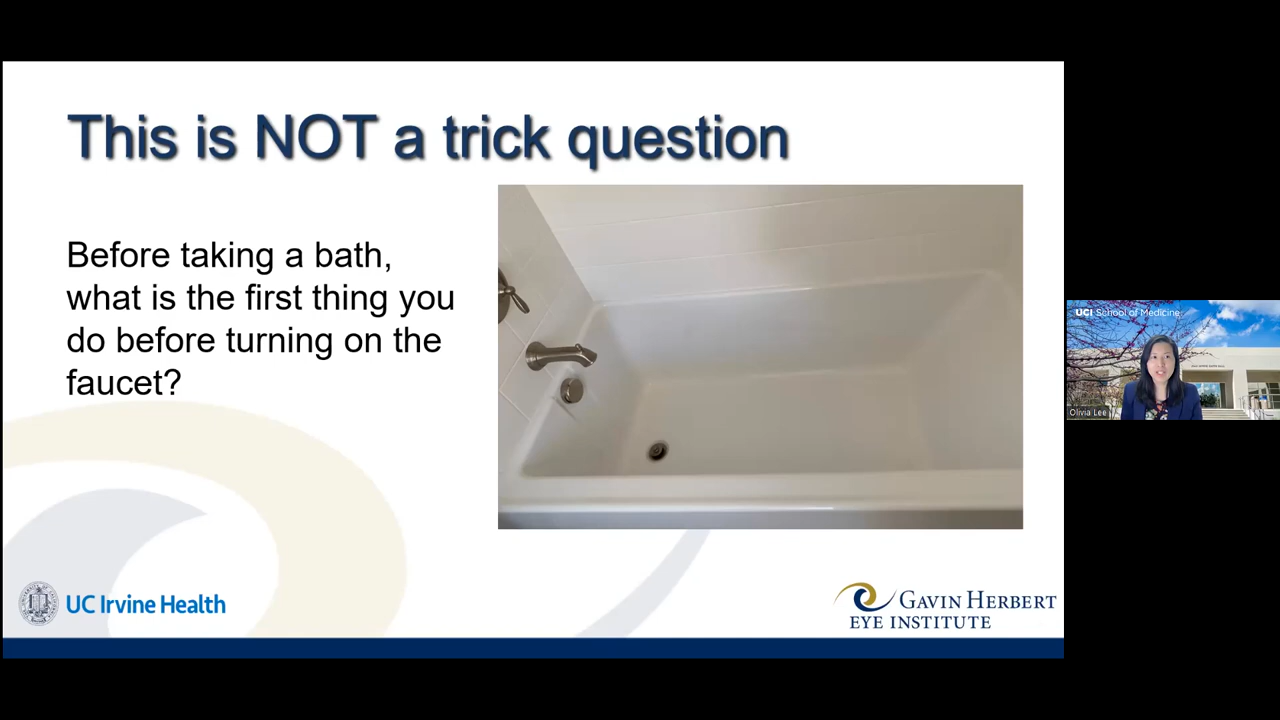 This is NOT a trick question
Before taking a bath,
what is the first thing you
do before turning on the
faucet?
UC Irvine Health
GAVIN HERBERT
EYE INSTITUTE
UCI School of Medicine
Olivia Lee